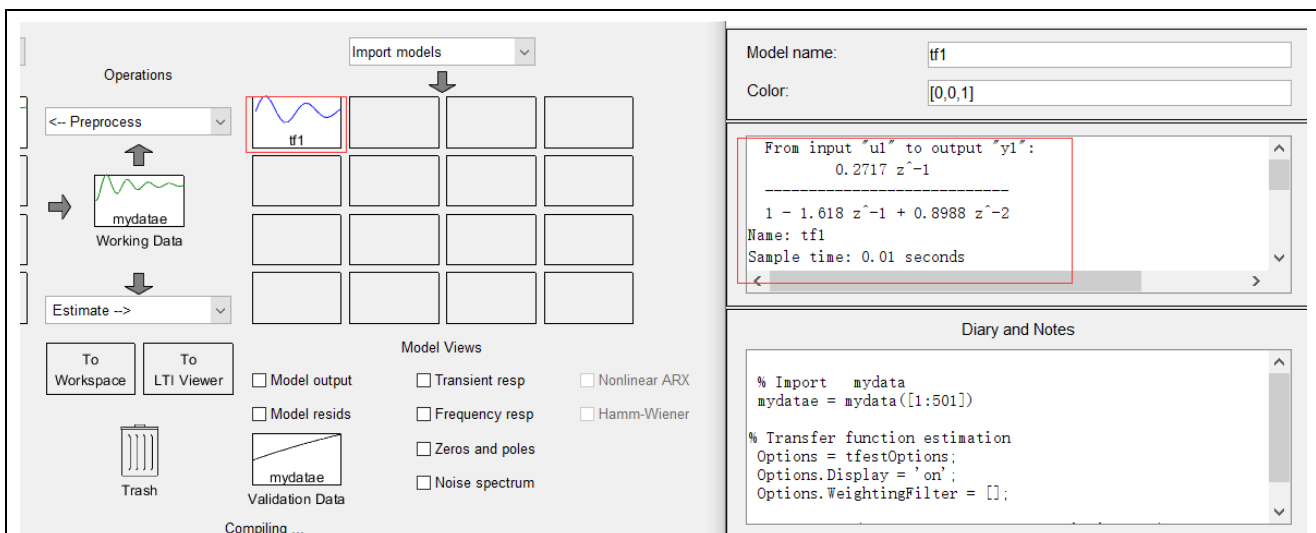 Operations
Import models
<-- Preprocess
tf1
mydatae
Working Data
Estimate -->
To Workspace
To LTI Viewer
Trash
Model Views
Model output
Transient resp
Nonlinear ARX
Model resids
Frequency resp
Hamm-Wiener
Zeros and poles
Noise spectrum
mydatae
Validation Data
Compiling ...
Model name:
tf1
Color:
[0,0,1]
From input "u1" to output "y1":
0.2717 z^-1
----------------------------
1 - 1.618 z^-1 + 0.8988 z^-2
Name: tf1
Sample time: 0.01 seconds
Diary and Notes
% Import mydata
mydatae = mydata([1:501])
% Transfer function estimation
Options = tfestOptions;
Options.Display = 'on';
Options.WeightingFilter = [];